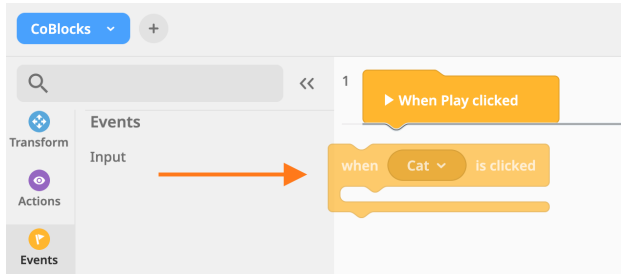 CoBlocks
+
1
When Play clicked
Transform
Events
Input
when Cat is clicked
Actions
Events